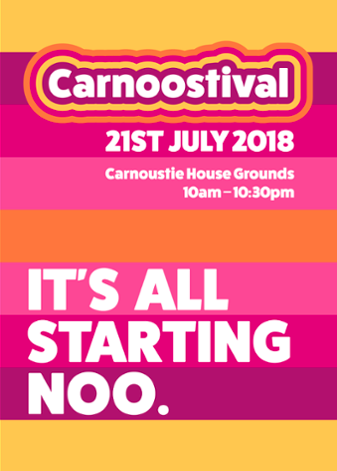 Carnoostival
21ST JULY 2018
Carnoustie House Grounds
10am – 10:30pm
IT'S ALL
STARTING
NOO.